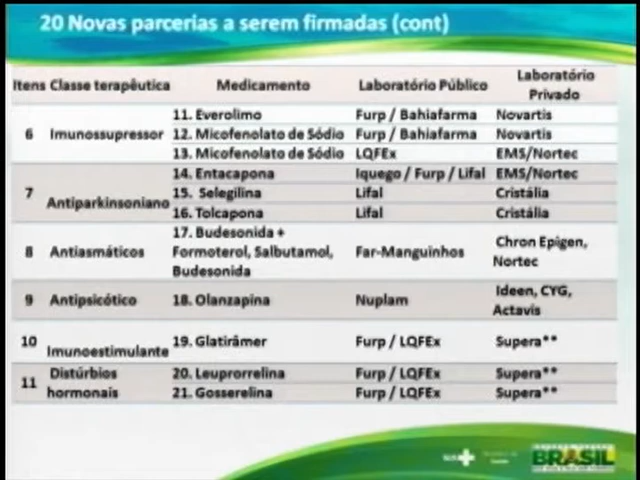 20 Novas parcerias a serem firmadas (cont)
Itens Classe terapêutica Medicamento Laboratório Público Laboratório Privado
6 Imunossupressor 11. Everolimo Furp / Bahiafarma Novartis
12. Micofenolato de Sódio Furp / Bahiafarma Novartis
13. Micofenolato de Sódio LQFEx EMS/Nortec
7 Antiparkinsoniano 14. Entacapona Iquego / Furp / Lifal EMS/Nortec
15. Selegilina Lifal Cristália
16. Tolcapona Lifal Cristália
8 Antiasmáticos 17. Budesonida + Formoterol, Salbutamol, Budesonida Far-Manguinhos Chron Epigen, Nortec
9 Antipsicótico 18. Olanzapina Nuplam Ideen, CYG, Actavis
10 Imunoestimulante 19. Glatirâmer Furp / LQFEx Supera**
11 Distúrbios hormonais 20. Leuprorrelina Furp / LQFEx Supera**
21. Gosserelina Furp / LQFEx Supera**
SUS
BRASIL